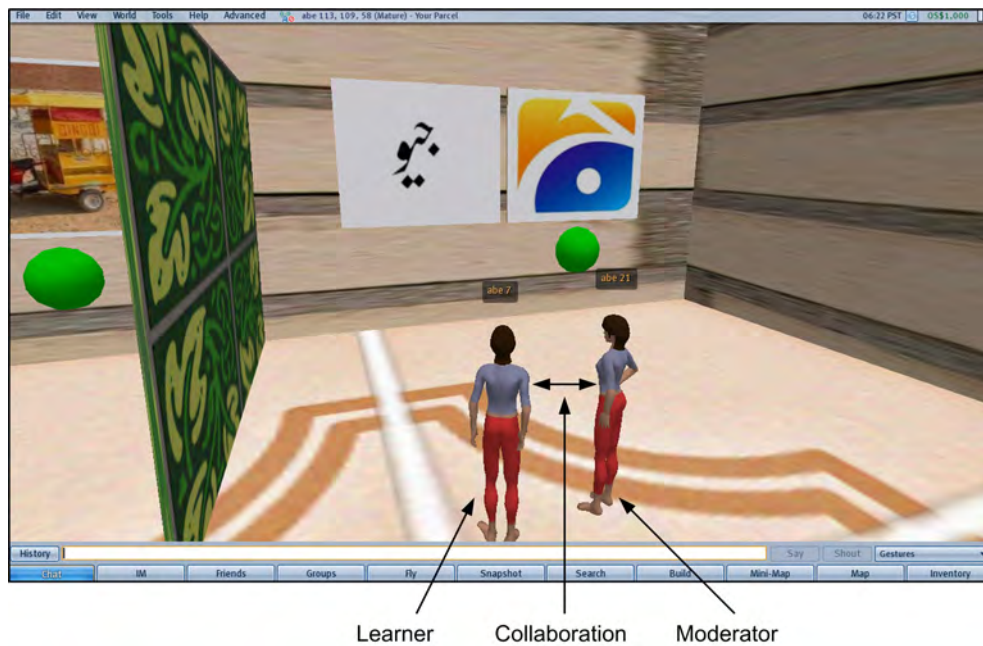 File Edit View World Tools Help Advanced abe 113, 109, 58 (Mature) - Your Parcel 06:22 PST OS$1,000
QINGQI
جیو
abe 7
abe 21
History Say Shout Gestures
Chat IM Friends Groups Fly Snapshot Search Build Mini-Map Map Inventory
Learner Collaboration Moderator